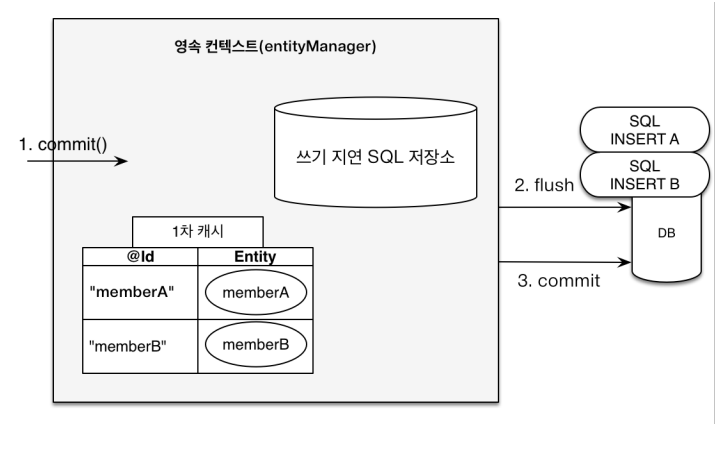 영속 컨텍스트(entityManager)
1. commit()
쓰기 지연 SQL 저장소
SQL
INSERT A
SQL
INSERT B
2. flush
DB
3. commit
1차 캐시
@Id Entity
"memberA" memberA
"memberB" memberB